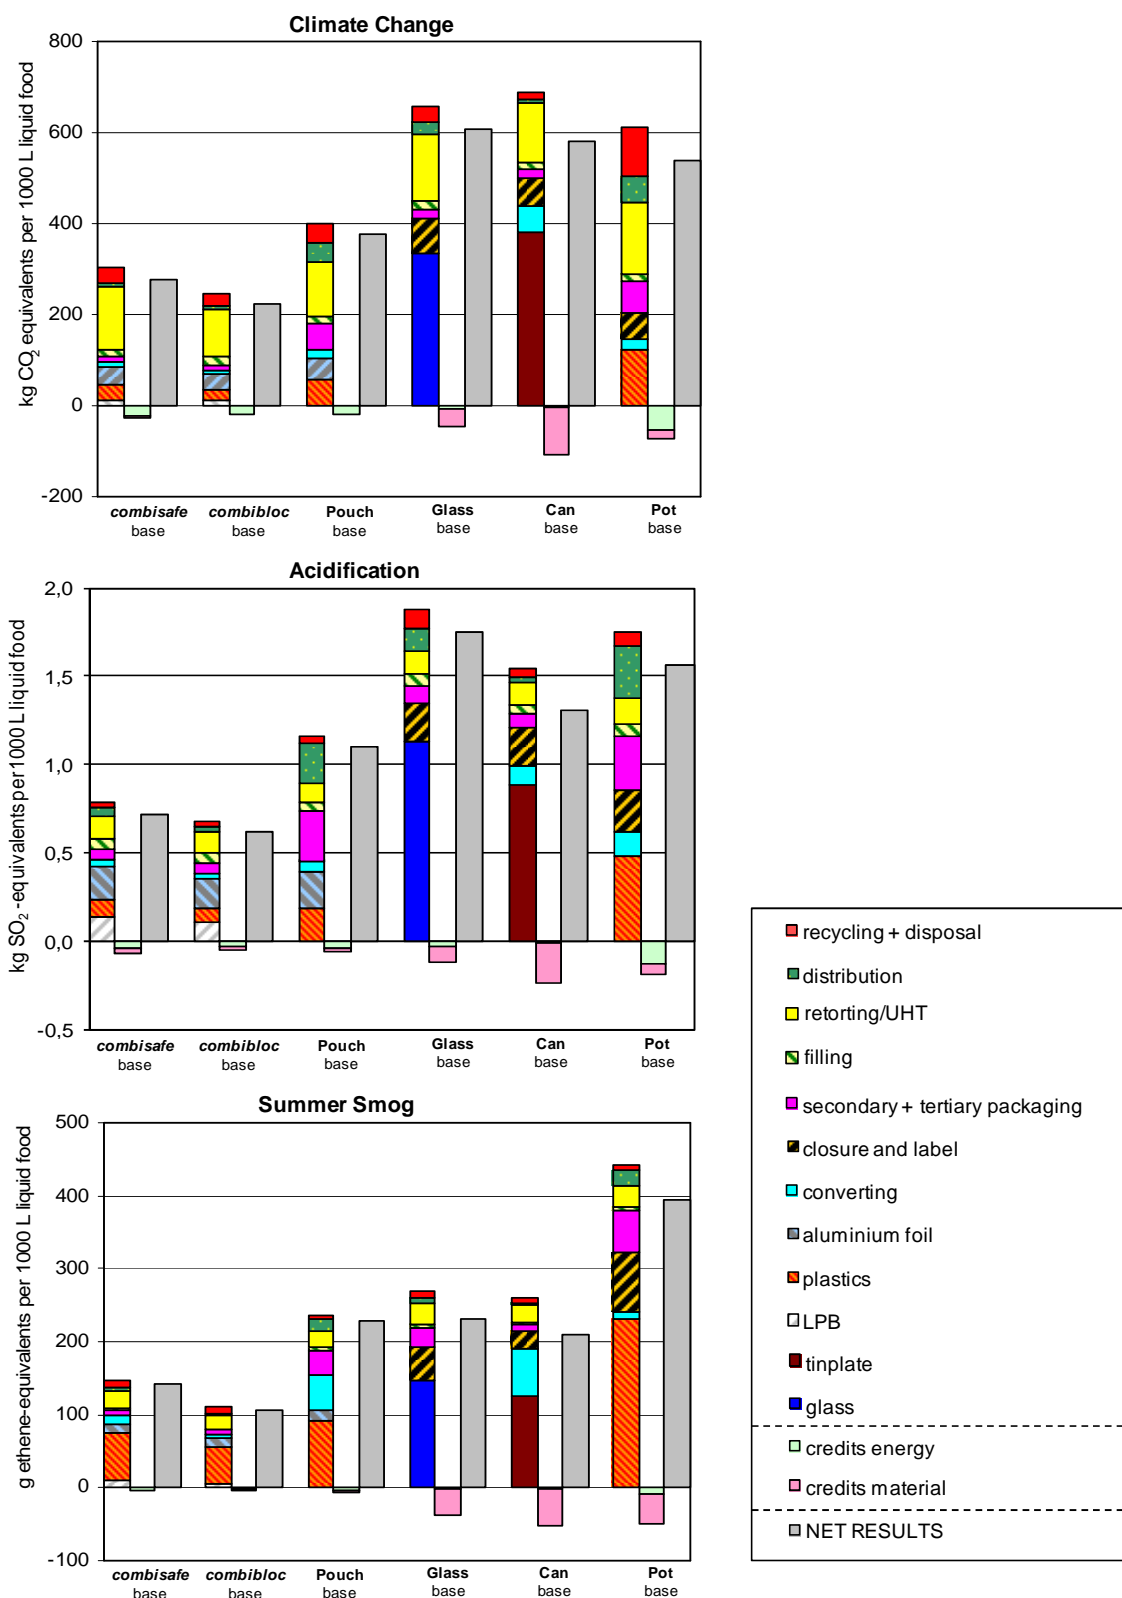 Climate Change
kg CO₂ equivalents per 1000 L liquid food
800
600
400
200
0
-200
combisafe combibloc Pouch Glass Can Pot
base base base base base base
Acidification
kg SO₂-equivalents per 1000 L liquid food
2,0
1,5
1,0
0,5
0,0
-0,5
combisafe combibloc Pouch Glass Can Pot
base base base base base base
Summer Smog
g ethene-equivalents per 1000 L liquid food
500
400
300
200
100
0
-100
combisafe combibloc Pouch Glass Can Pot
base base base base base base
recycling + disposal
distribution
retorting/UHT
filling
secondary + tertiary packaging
closure and label
converting
aluminium foil
plastics
LPB
tinplate
glass
credits energy
credits material
NET RESULTS